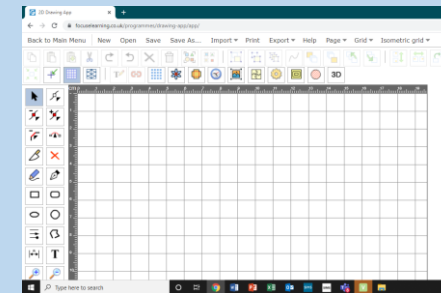 2D Drawing App
focuselearning.co.uk/programmes/drawing-app/app/
Back to Main Menu New Open Save Save As... Import Print Export Help Page Grid Isometric grid
3D
T
Type here to search